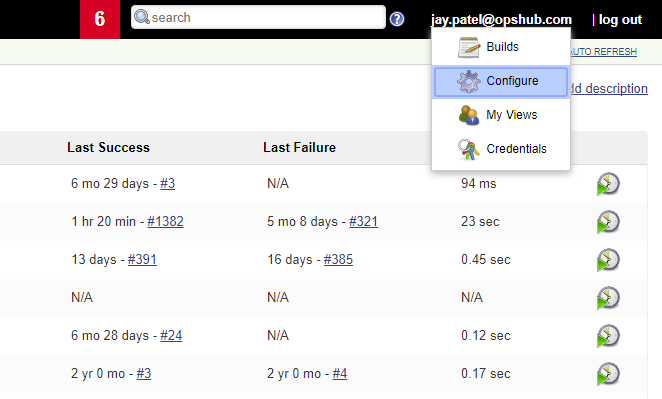 6 search ? jay.patel@opshub.com | log out
Builds
AUTO REFRESH
Configure
dd description
My Views
Credentials
Last Success Last Failure
6 mo 29 days - #3 N/A 94 ms
1 hr 20 min - #1382 5 mo 8 days - #321 23 sec
13 days - #391 16 days - #385 0.45 sec
N/A N/A N/A
6 mo 28 days - #24 N/A 0.12 sec
2 yr 0 mo - #3 2 yr 0 mo - #4 0.17 sec